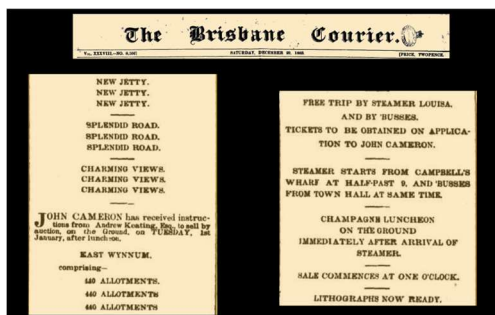 The Brisbane Courier.
SATURDAY, DECEMBER
[PRICE, TWOPENCE.
NEW JETTY.
NEW JETTY.
NEW JETTY.
SPLENDID ROAD.
SPLENDID ROAD.
SPLENDID ROAD.
CHARMING VIEWS.
CHARMING VIEWS.
CHARMING VIEWS.
JOHN CAMERON has received instruc-
tions from Andrew Keating, Esq., to sell by
auction, on the Ground, on TUESDAY, 1st
January, after luncheon,
EAST WYNNUM.
comprising—
440 ALLOTMENTS.
440 ALLOTMENTS
440 ALLOTMENTS
FREE TRIP BY STEAMER LOUISA.
AND BY 'BUSSES.
TICKETS TO BE OBTAINED ON APPLICA-
TION TO JOHN CAMERON.
STEAMER STARTS FROM CAMPBELL'S
WHARF AT HALF-PAST 9, AND 'BUSSES
FROM TOWN HALL AT SAME TIME.
CHAMPAGNE LUNCHEON
ON THE GROUND
IMMEDIATELY AFTER ARRIVAL OF
STEAMER.
SALE COMMENCES AT ONE O'CLOCK.
LITHOGRAPHS NOW READY.